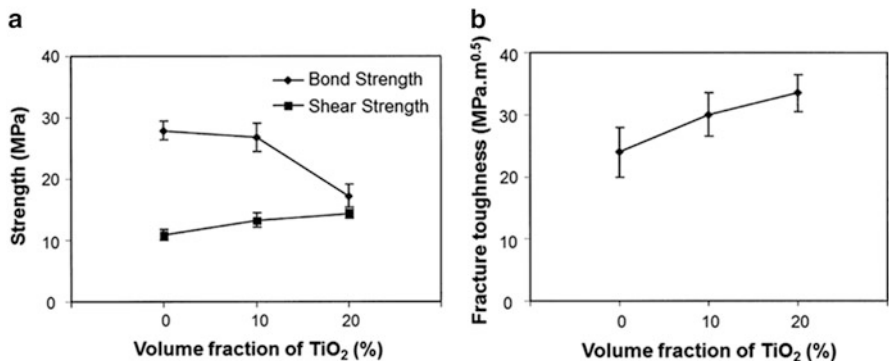 a
40
30
20
10
0
Strength (MPa)
Bond Strength
Shear Strength
0 10 20
Volume fraction of TiO₂ (%)
b
40
30
20
10
0
Fracture toughness (MPa.m⁰·⁵)
0 10 20
Volume fraction of TiO₂ (%)